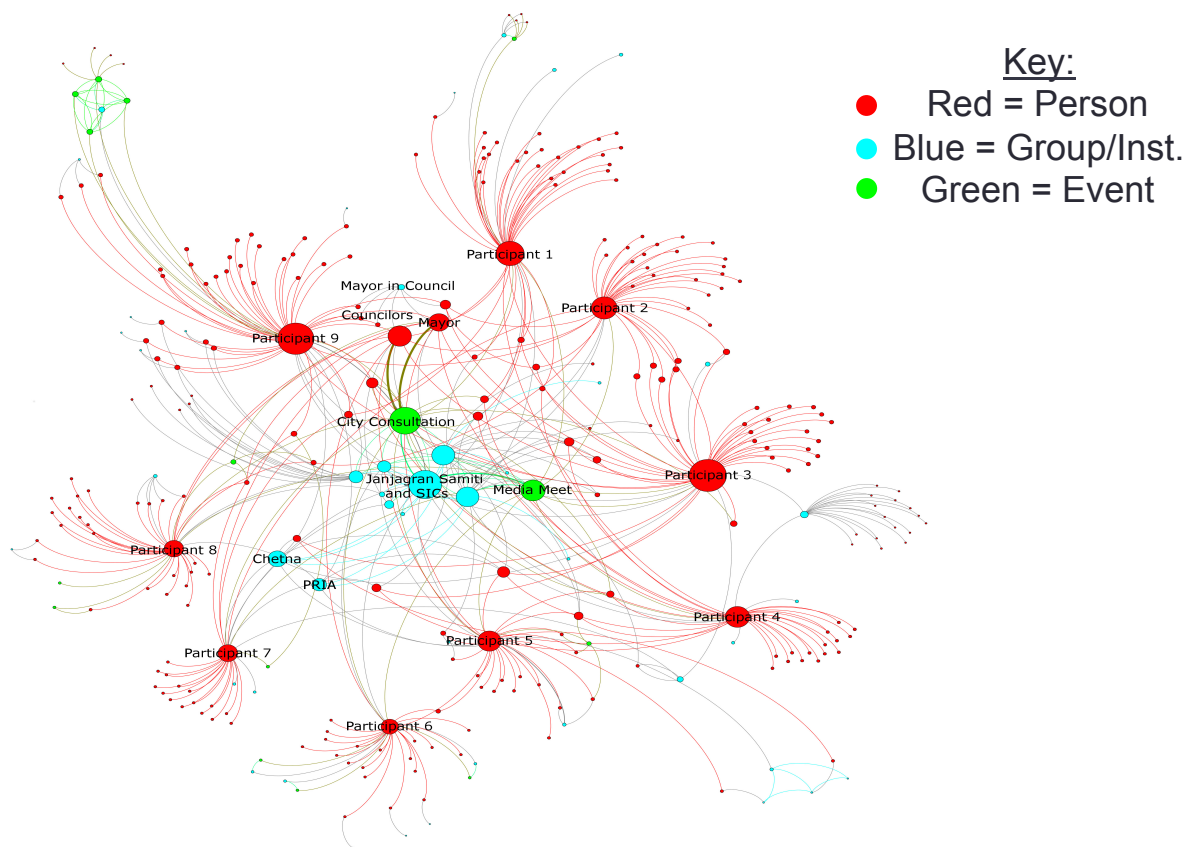 Key:
Red = Person
Blue = Group/Inst.
Green = Event
Participant 1
Mayor in Council
Participant 2
Councilors
Mayor
Participant 9
City Consultation
Participant 3
Janjagran Samiti
and SICs
Media Meet
Participant 8
Chetna
PRIA
Participant 4
Participant 5
Participant 7
Participant 6